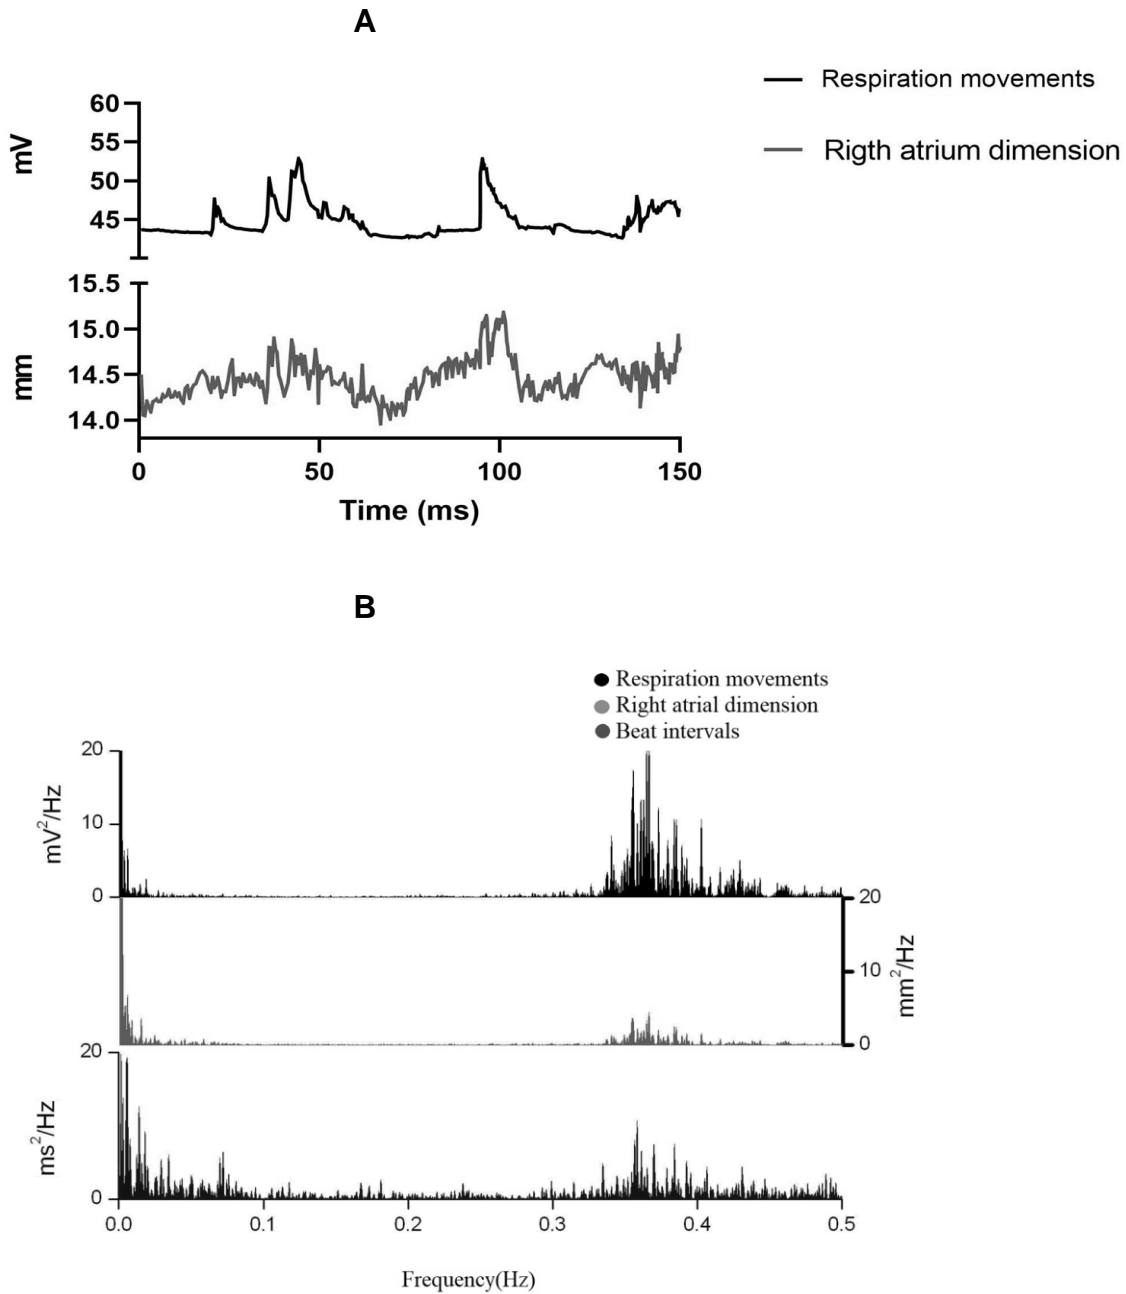 A
Respiration movements
Rigth atrium dimension
60
55
50
45
mV
15.5
15.0
14.5
14.0
mm
0 50 100 150
Time (ms)
B
Respiration movements
Right atrial dimension
Beat intervals
20
10
0
mV²/Hz
20
10
0
mm²/Hz
20
10
0
ms²/Hz
0.0 0.1 0.2 0.3 0.4 0.5
Frequency(Hz)